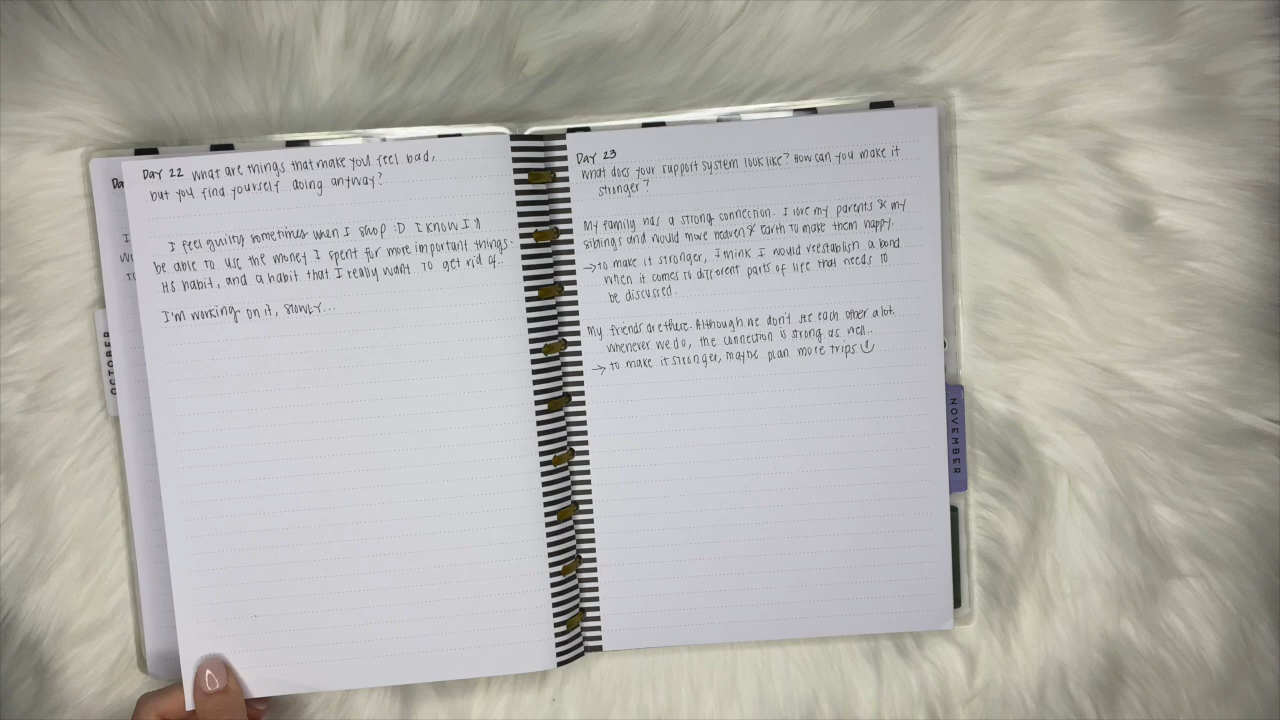 Da
OCTOBER
Day 22 What are things that make you feel bad,
but you find yourself doing anyway?
I feel guilty sometimes when I shop :D I know I'd
be able to use the money I spent for more important things.
It's habit, and a habit that I really want to get rid of..
I'm working on it, slowly...
Day 23
What does your support system look like? How can you make it
stronger?
My family has a strong connection. I love my parents & my
siblings and would move heaven & earth to make them happy.
→ to make it stronger, I think I would reestablish a bond
when it comes to different parts of life that needs to
be discussed.
My friends are there. Although we don't see each other a lot.
whenever we do, the connection is strong as well..
→ to make it stronger, maybe plan more trips
NOVEMBER